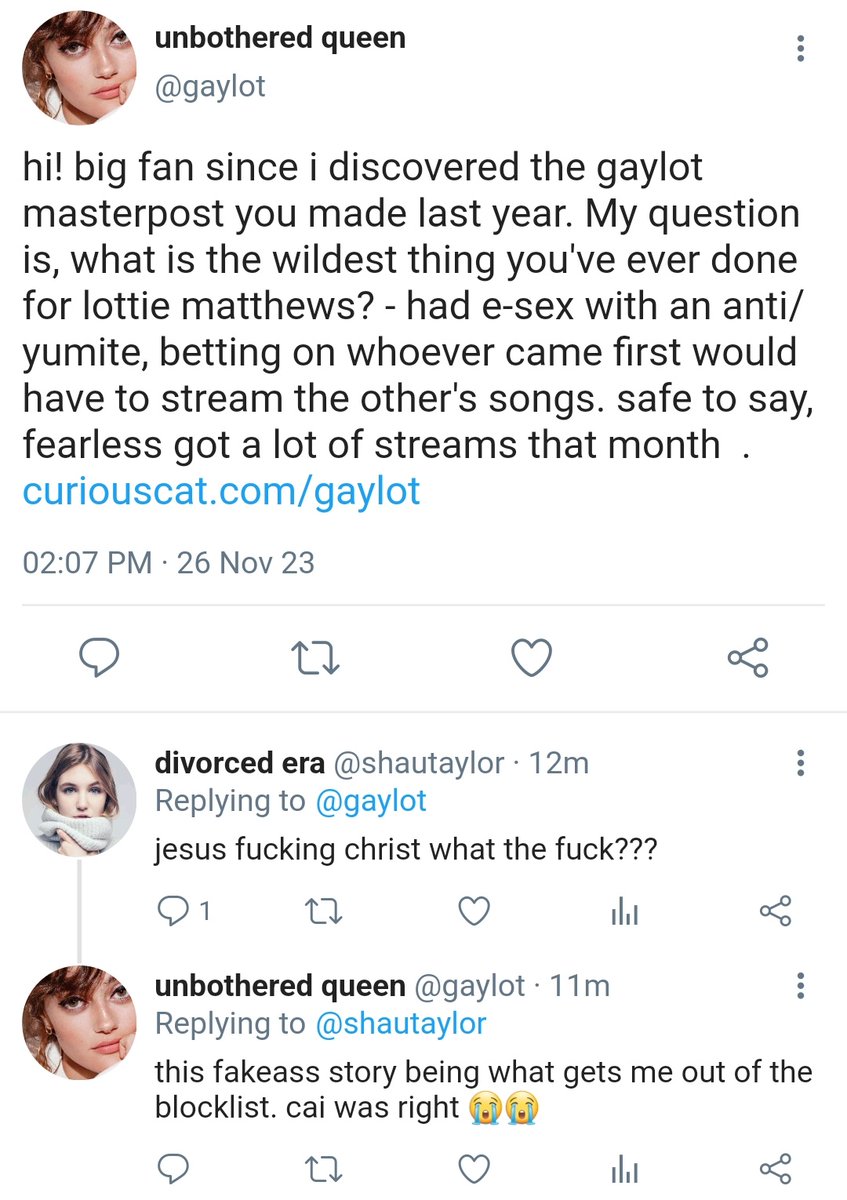 unbothered queen
@gaylot
hi! big fan since i discovered the gaylot
masterpost you made last year. My question
is, what is the wildest thing you've ever done
for lottie matthews? - had e-sex with an anti/
yumite, betting on whoever came first would
have to stream the other's songs. safe to say,
fearless got a lot of streams that month  .
curiouscat.com/gaylot
02:07 PM · 26 Nov 23
divorced era @shautaylor · 12m
Replying to @gaylot
jesus fucking christ what the fuck???
1
unbothered queen @gaylot · 11m
Replying to @shautaylor
this fakeass story being what gets me out of the
blocklist. cai was right 😭😭